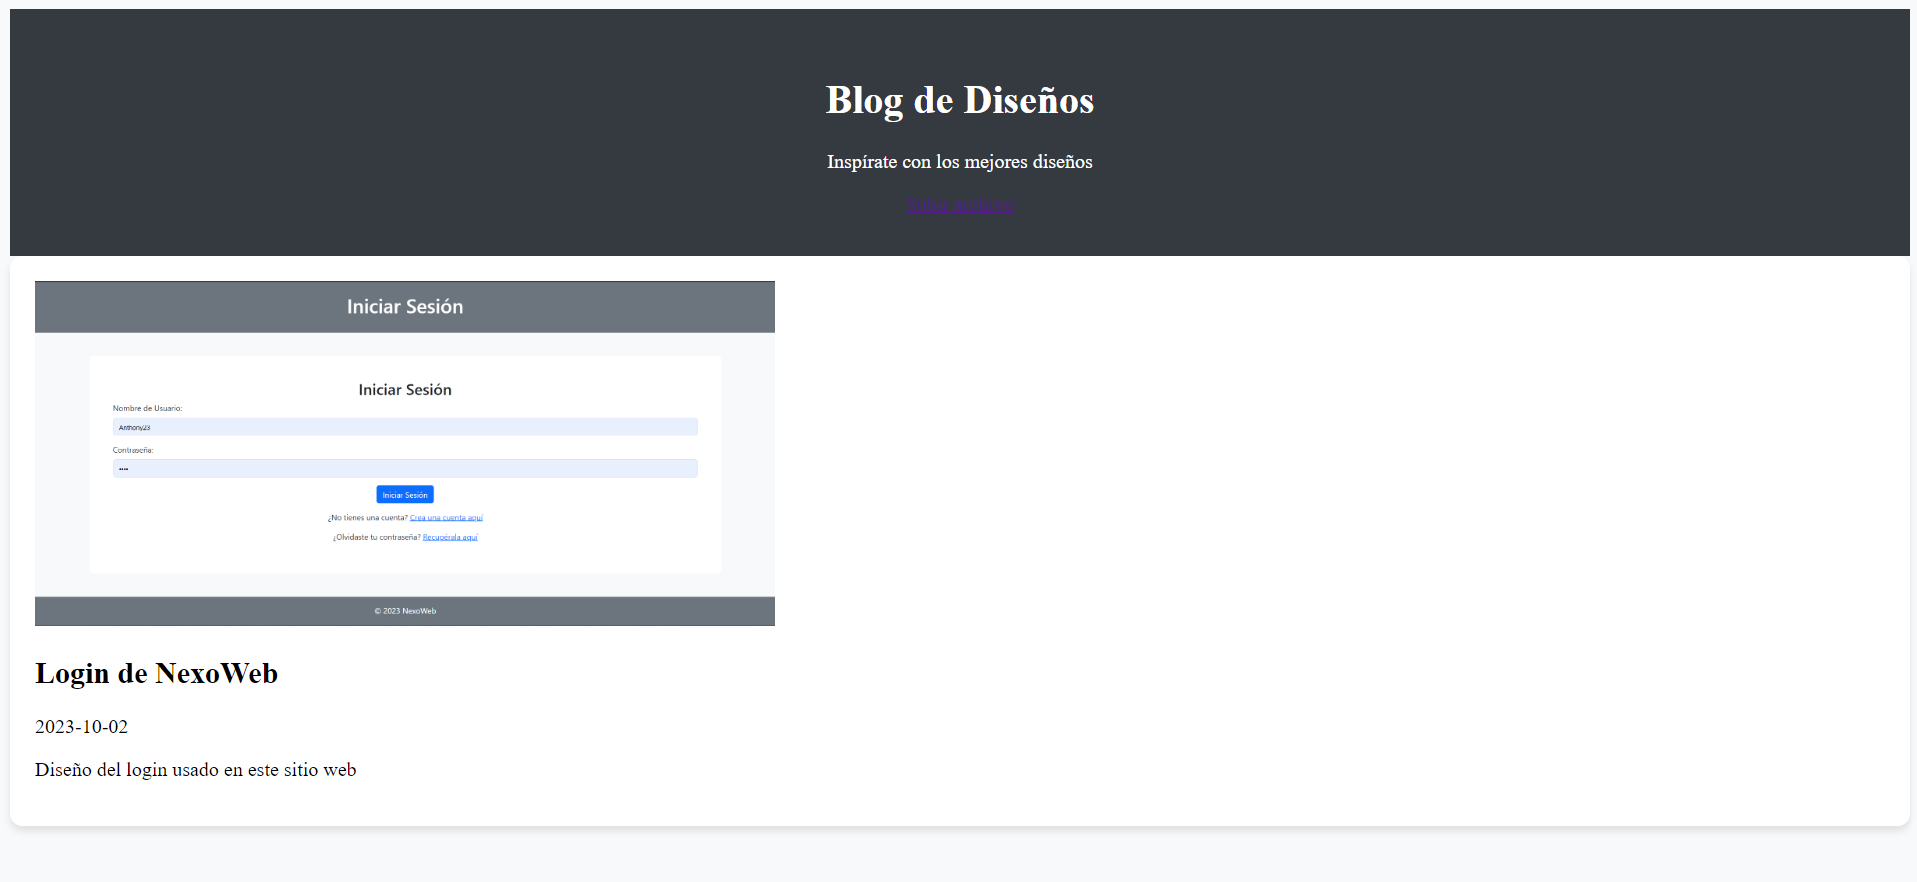 Blog de Diseños
Inspírate con los mejores diseños
Subir archivo
Iniciar Sesión
Iniciar Sesión
Nombre de Usuario:
Anthony23
Contraseña:
••••
Iniciar Sesión
¿No tienes una cuenta? Crea una cuenta aquí
¿Olvidaste tu contraseña? Recupérala aquí
© 2023 NexoWeb
Login de NexoWeb
2023-10-02
Diseño del login usado en este sitio web